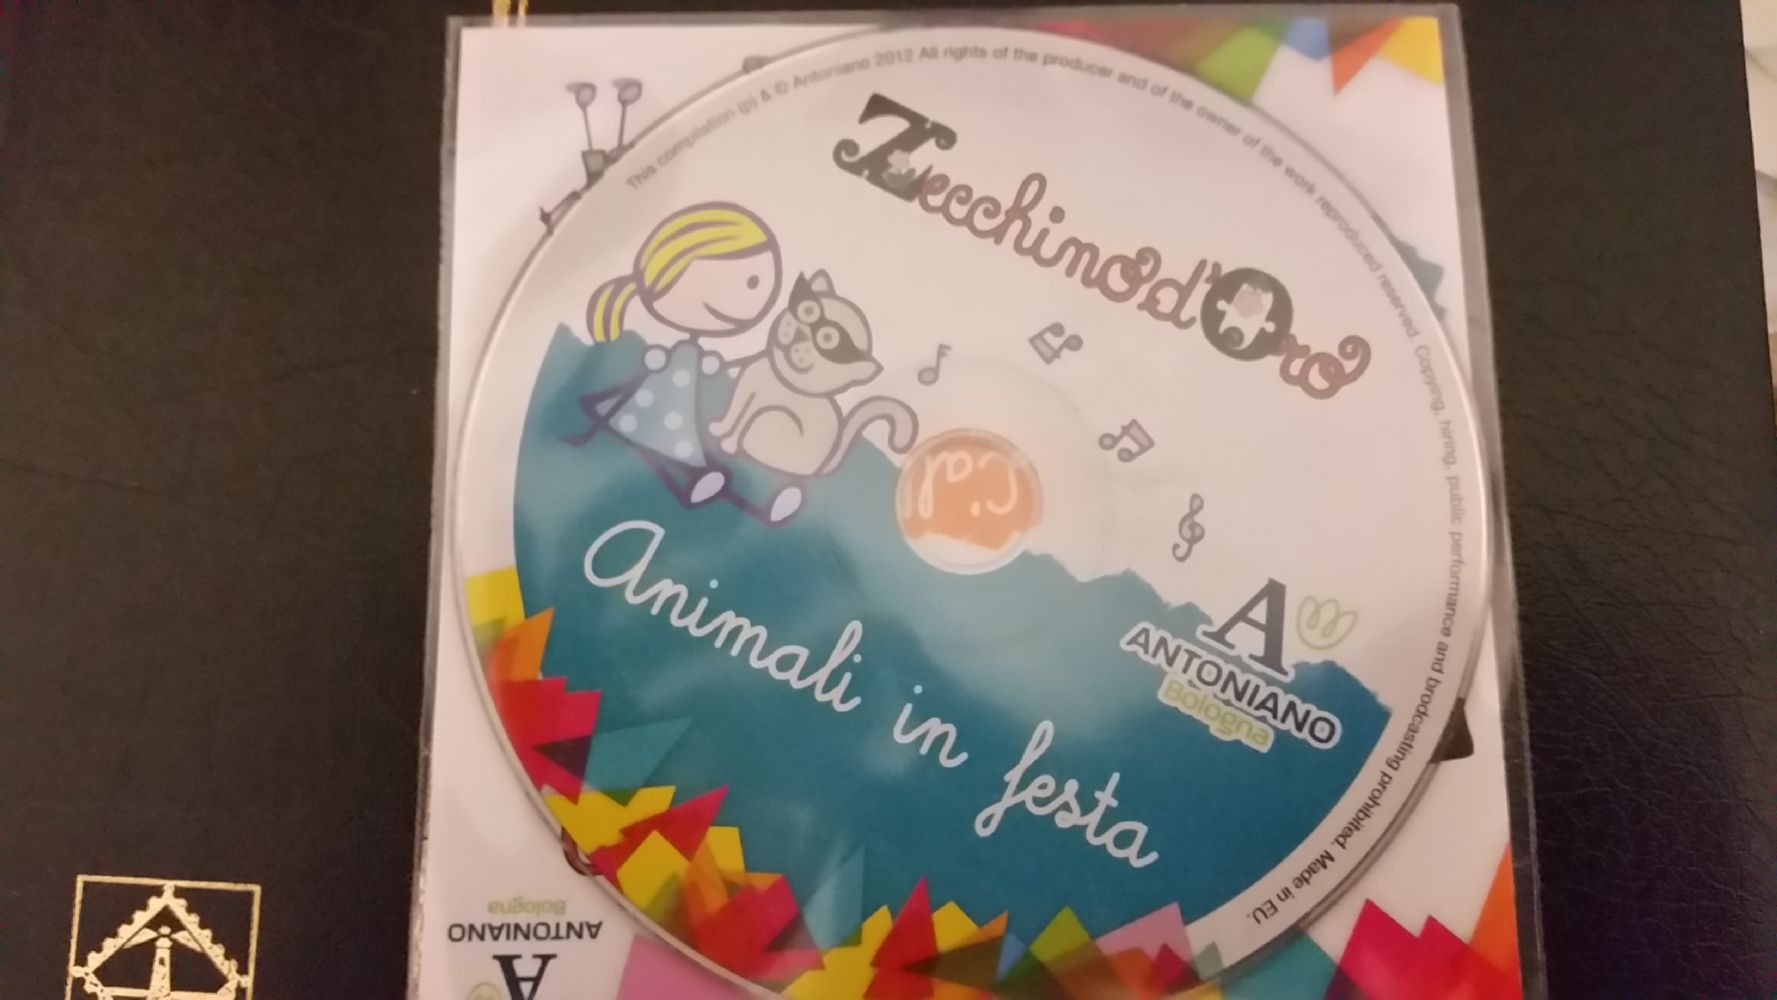 This compilation (p) & © Antoniano 2012 All rights of the producer and of the owner of the work reproduced reserved. Copying, hiring, public performance and brodcasting prohibited. Made in EU.
Zecchino d'Oro
Animali in festa
A
ANTONIANO
Bologna
A
ANTONIANO
Bologna